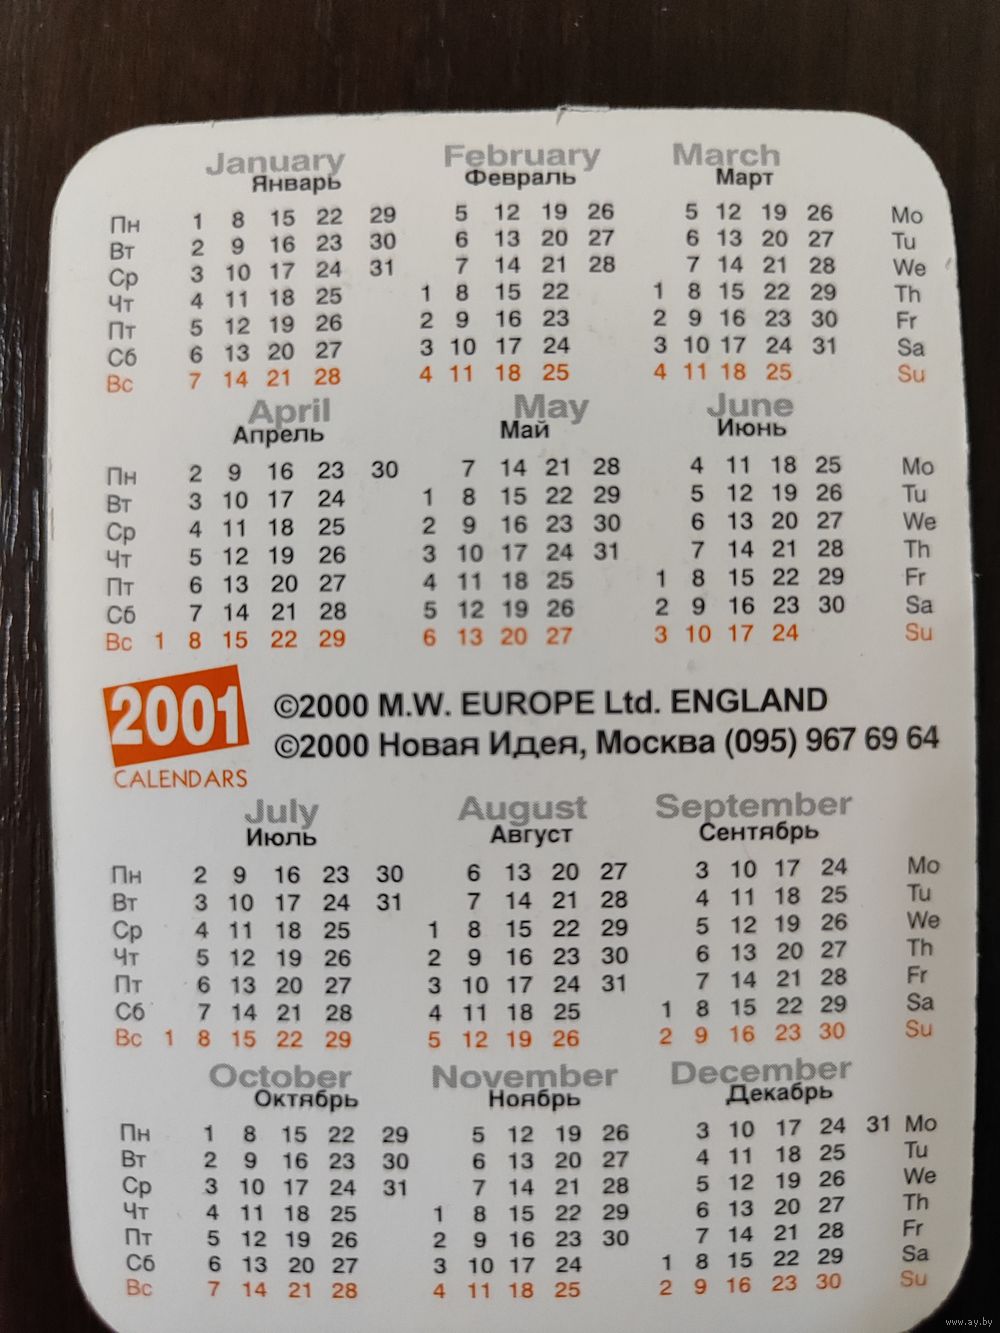 January February March
Январь Февраль Март
Пн 1 8 15 22 29 5 12 19 26 5 12 19 26 Mo
Вт 2 9 16 23 30 6 13 20 27 6 13 20 27 Tu
Ср 3 10 17 24 31 7 14 21 28 7 14 21 28 We
Чт 4 11 18 25 1 8 15 22 1 8 15 22 29 Th
Пт 5 12 19 26 2 9 16 23 2 9 16 23 30 Fr
Сб 6 13 20 27 3 10 17 24 3 10 17 24 31 Sa
Вс 7 14 21 28 4 11 18 25 4 11 18 25 Su
April May June
Апрель Май Июнь
Пн 2 9 16 23 30 7 14 21 28 4 11 18 25 Mo
Вт 3 10 17 24 1 8 15 22 29 5 12 19 26 Tu
Ср 4 11 18 25 2 9 16 23 30 6 13 20 27 We
Чт 5 12 19 26 3 10 17 24 31 7 14 21 28 Th
Пт 6 13 20 27 4 11 18 25 1 8 15 22 29 Fr
Сб 7 14 21 28 5 12 19 26 2 9 16 23 30 Sa
Вс 1 8 15 22 29 6 13 20 27 3 10 17 24 Su
2001
CALENDARS
©2000 M.W. EUROPE Ltd. ENGLAND
©2000 Новая Идея, Москва (095) 967 69 64
July August September
Июль Август Сентябрь
Пн 2 9 16 23 30 6 13 20 27 3 10 17 24 Mo
Вт 3 10 17 24 31 7 14 21 28 4 11 18 25 Tu
Ср 4 11 18 25 1 8 15 22 29 5 12 19 26 We
Чт 5 12 19 26 2 9 16 23 30 6 13 20 27 Th
Пт 6 13 20 27 3 10 17 24 31 7 14 21 28 Fr
Сб 7 14 21 28 4 11 18 25 1 8 15 22 29 Sa
Вс 1 8 15 22 29 5 12 19 26 2 9 16 23 30 Su
October November December
Октябрь Ноябрь Декабрь
Пн 1 8 15 22 29 5 12 19 26 3 10 17 24 31 Mo
Вт 2 9 16 23 30 6 13 20 27 4 11 18 25 Tu
Ср 3 10 17 24 31 7 14 21 28 5 12 19 26 We
Чт 4 11 18 25 1 8 15 22 29 6 13 20 27 Th
Пт 5 12 19 26 2 9 16 23 30 7 14 21 28 Fr
Сб 6 13 20 27 3 10 17 24 1 8 15 22 29 Sa
Вс 7 14 21 28 4 11 18 25 2 9 16 23 30 Su
www.ay.by